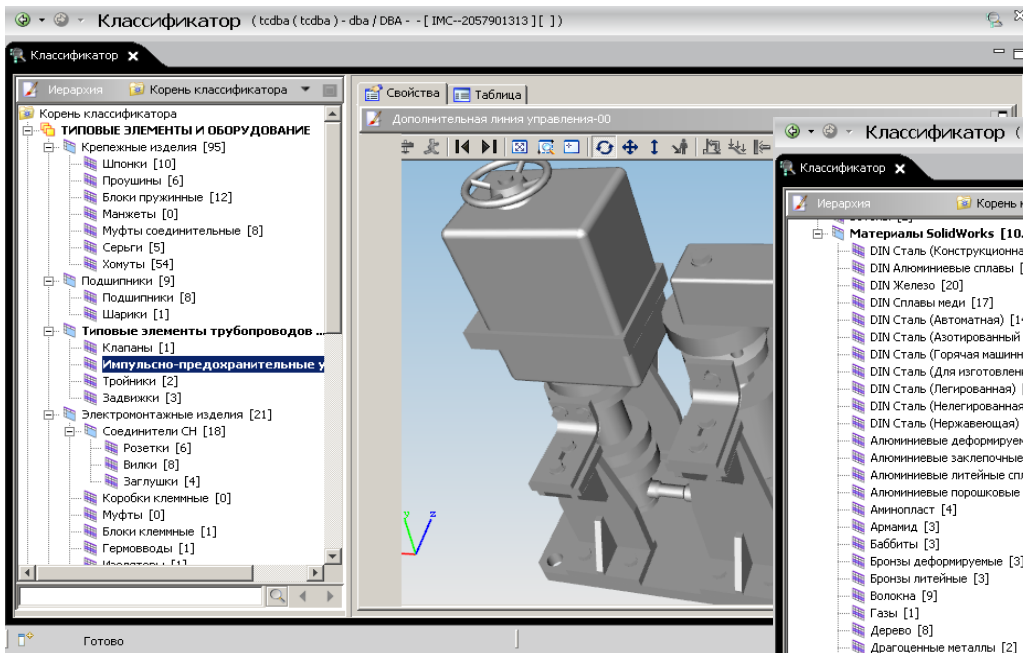 Классификатор (tcdba ( tcdba ) - dba / DBA - - [ IMC--2057901313 ] [ ] )
Классификатор
Иерархия
Корень классификатора
Корень классификатора
ТИПОВЫЕ ЭЛЕМЕНТЫ И ОБОРУДОВАНИЕ
Крепежные изделия [95]
Шпонки [10]
Проушины [6]
Блоки пружинные [12]
Манжеты [0]
Муфты соединительные [8]
Серьги [5]
Хомуты [54]
Подшипники [9]
Подшипники [8]
Шарики [1]
Типовые элементы трубопроводов ...
Клапаны [1]
Импульсно-предохранительные у
Тройники [2]
Задвижки [3]
Электромонтажные изделия [21]
Соединители СН [18]
Розетки [6]
Вилки [8]
Заглушки [4]
Коробки клеммные [0]
Муфты [0]
Блоки клеммные [1]
Гермовводы [1]
Готово
Свойства
Таблица
Дополнительная линия управления-00
y
z
Классификатор (
Классификатор
Иерархия
Корень к
Материалы SolidWorks [10.
DIN Сталь (Конструкционна
DIN Алюминиевые сплавы [
DIN Железо [20]
DIN Сплавы меди [17]
DIN Сталь (Автоматная) [14
DIN Сталь (Азотированный
DIN Сталь (Горячая машинн
DIN Сталь (Для изготовлен
DIN Сталь (Легированная) [
DIN Сталь (Нелегированная
DIN Сталь (Нержавеющая)
Алюминиевые деформируем
Алюминиевые заклепочные
Алюминиевые литейные спл
Алюминиевые порошковые
Аминопласт [4]
Армамид [3]
Баббиты [3]
Бронзы деформируемые [3]
Бронзы литейные [3]
Волокна [9]
Газы [1]
Дерево [8]
Драгоценные металлы [2]